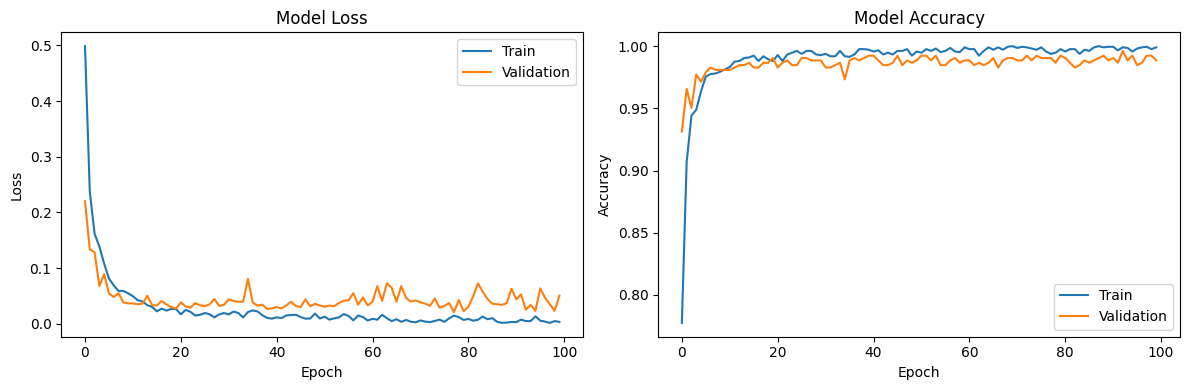 Model Loss
0.5
0.4
0.3
0.2
0.1
0.0
Loss
0 20 40 60 80 100
Epoch
Train
Validation
Model Accuracy
1.00
0.95
0.90
0.85
0.80
Accuracy
0 20 40 60 80 100
Epoch
Train
Validation